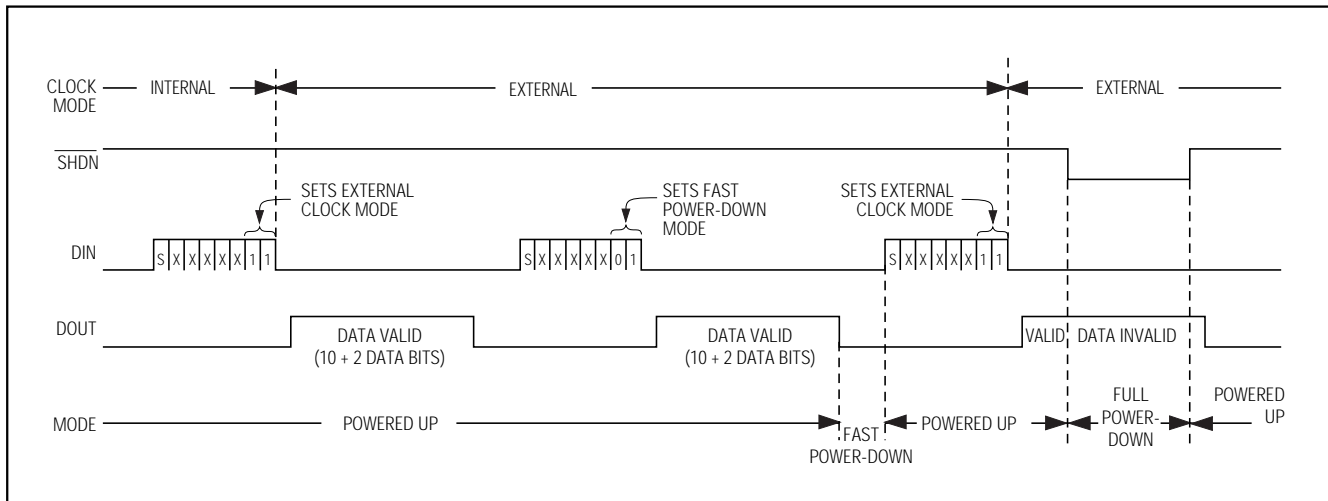 CLOCK
MODE
INTERNAL
EXTERNAL
EXTERNAL
SHDN
SETS EXTERNAL
CLOCK MODE
SETS FAST
POWER-DOWN
MODE
SETS EXTERNAL
CLOCK MODE
DIN
S X X X X X 1 1
S X X X X X 0 1
S X X X X X 1 1
DOUT
DATA VALID
(10 + 2 DATA BITS)
DATA VALID
(10 + 2 DATA BITS)
VALID
DATA INVALID
MODE
POWERED UP
FAST
POWER-DOWN
POWERED UP
FULL
POWER-
DOWN
POWERED
UP